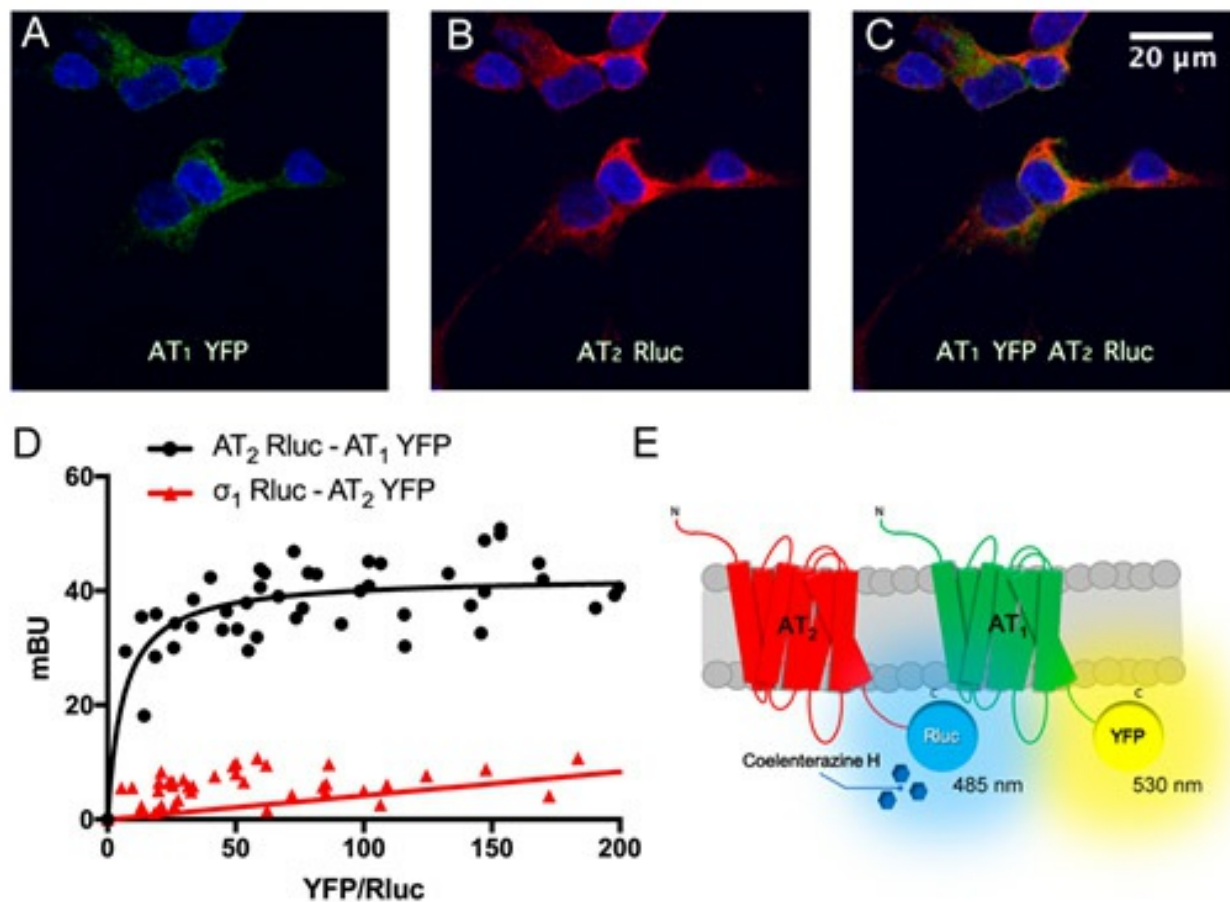 A
B
C
20 µm
AT₁ YFP
AT₂ Rluc
AT₁ YFP AT₂ Rluc
D
AT₂ Rluc - AT₁ YFP
σ₁ Rluc - AT₂ YFP
60
40
20
0
mBU
0 50 100 150 200
YFP/Rluc
E
N
N
AT₂
AT₁
C
C
Rluc
YFP
Coelenterazine H
485 nm
530 nm